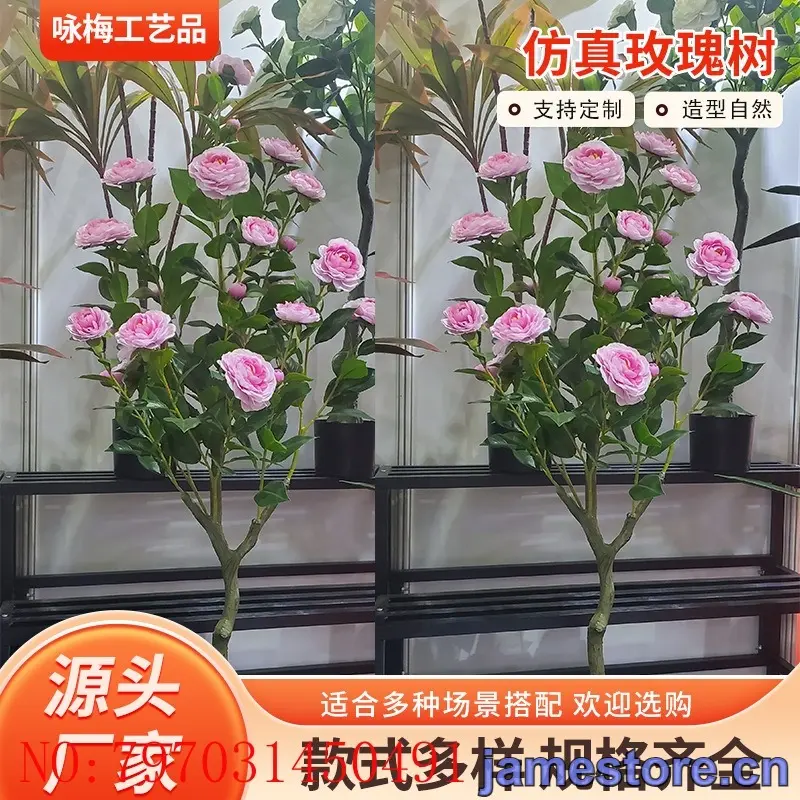 咏梅工艺品
仿真玫瑰树
支持定制
造型自然
源头
厂家
适合多种场景搭配 欢迎选购
款式多样 规格齐全
NO:7970314450491
jamestore.cn